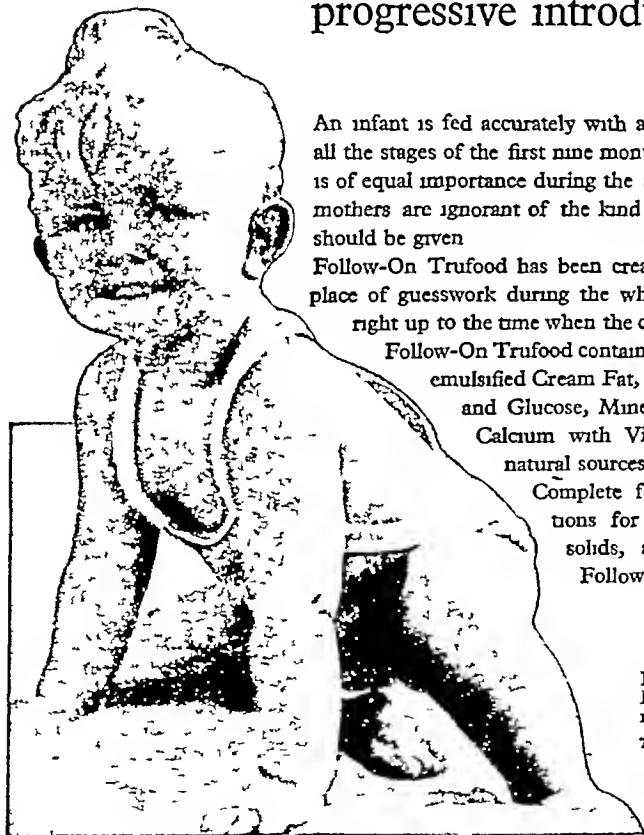 progressive introd
An infant is fed accurately with a
all the stages of the first nine mon
is of equal importance during the
mothers are ignorant of the kind
should be given
Follow-On Trufood has been crea
place of guesswork during the wh
right up to the time when the c
Follow-On Trufood contain
emulsified Cream Fat,
and Glucose, Mine
Calcium with Vi
natural sources
Complete f
tions for
solids,
Follow